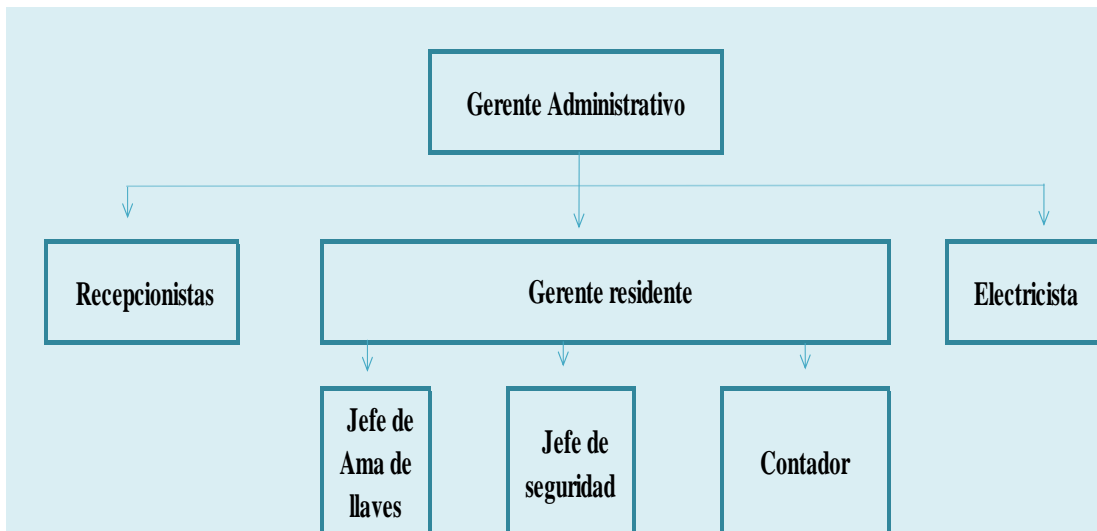 Gerente Administrativo
Recepcionistas
Gerente residente
Electricista
Jefe de
Ama de
llaves
Jefe de
seguridad
Contador